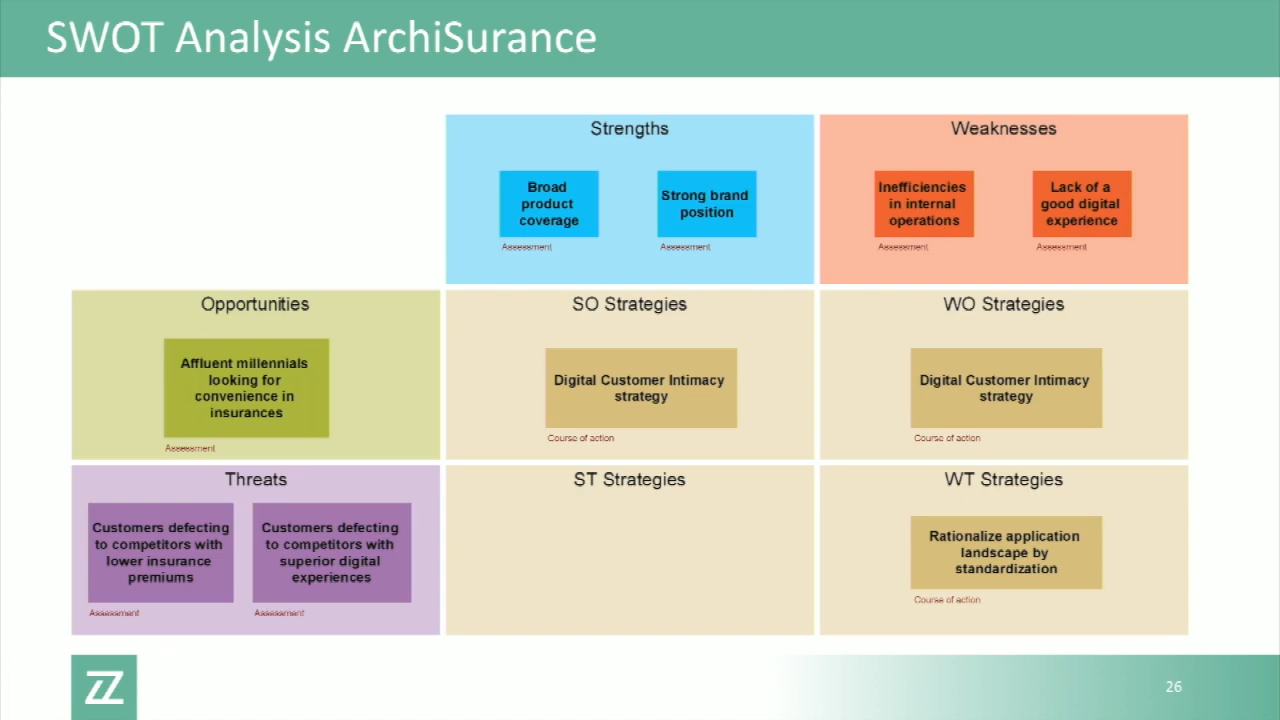 SWOT Analysis ArchiSurance
Strengths
Broad
product
coverage
Assessment
Strong brand
position
Assessment
Weaknesses
Inefficiencies
in internal
operations
Assessment
Lack of a
good digital
experience
Assessment
Opportunities
Affluent millennials
looking for
convenience in
insurances
Assessment
SO Strategies
Digital Customer Intimacy
strategy
Course of action
WO Strategies
Digital Customer Intimacy
strategy
Course of action
Threats
Customers defecting
to competitors with
lower insurance
premiums
Assessment
Customers defecting
to competitors with
superior digital
experiences
Assessment
ST Strategies
WT Strategies
Rationalize application
landscape by
standardization
Course of action
ZZ
26